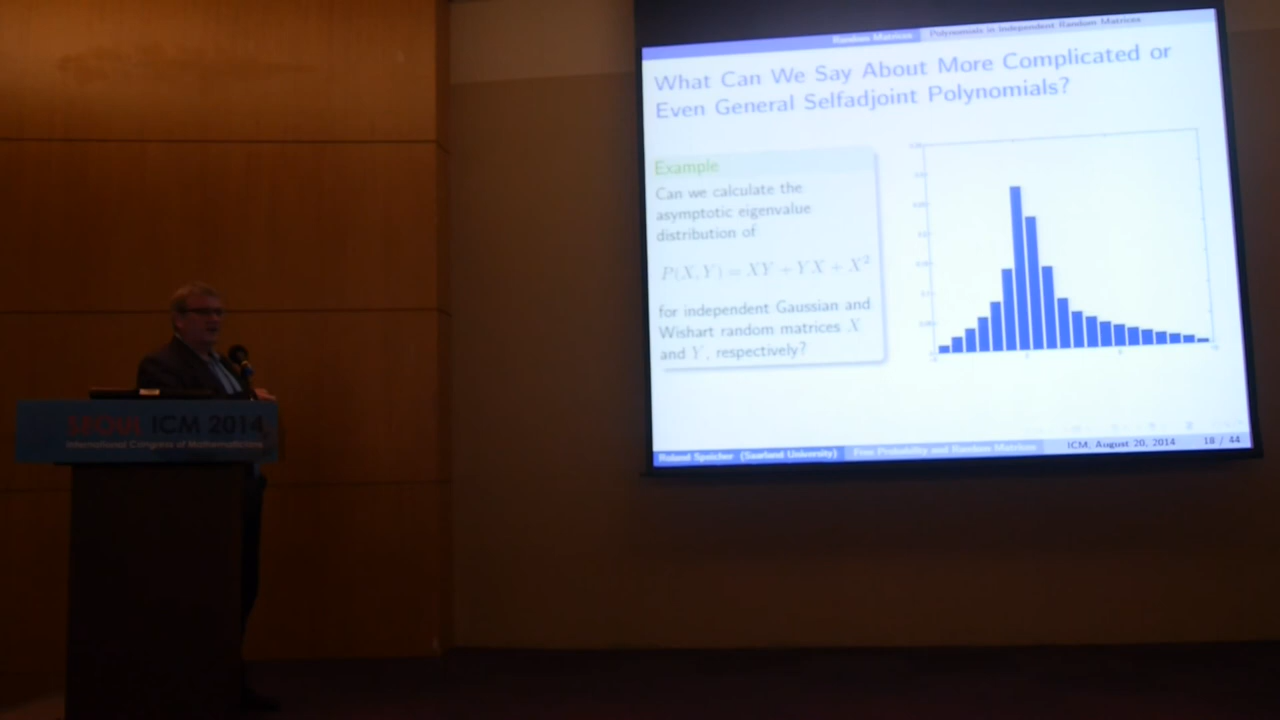 Random Matrices Polynomials in Independent Random Matrices
What Can We Say About More Complicated or
Even General Selfadjoint Polynomials?
Example
Can we calculate the
asymptotic eigenvalue
distribution of
P(X, Y) = XY + YX + X²
for independent Gaussian and
Wishart random matrices X
and Y, respectively?
Roland Speicher (Saarland University) Free Probability and Random Matrices ICM, August 20, 2014 18 / 44
SEOUL ICM 2014
International Congress of Mathematicians